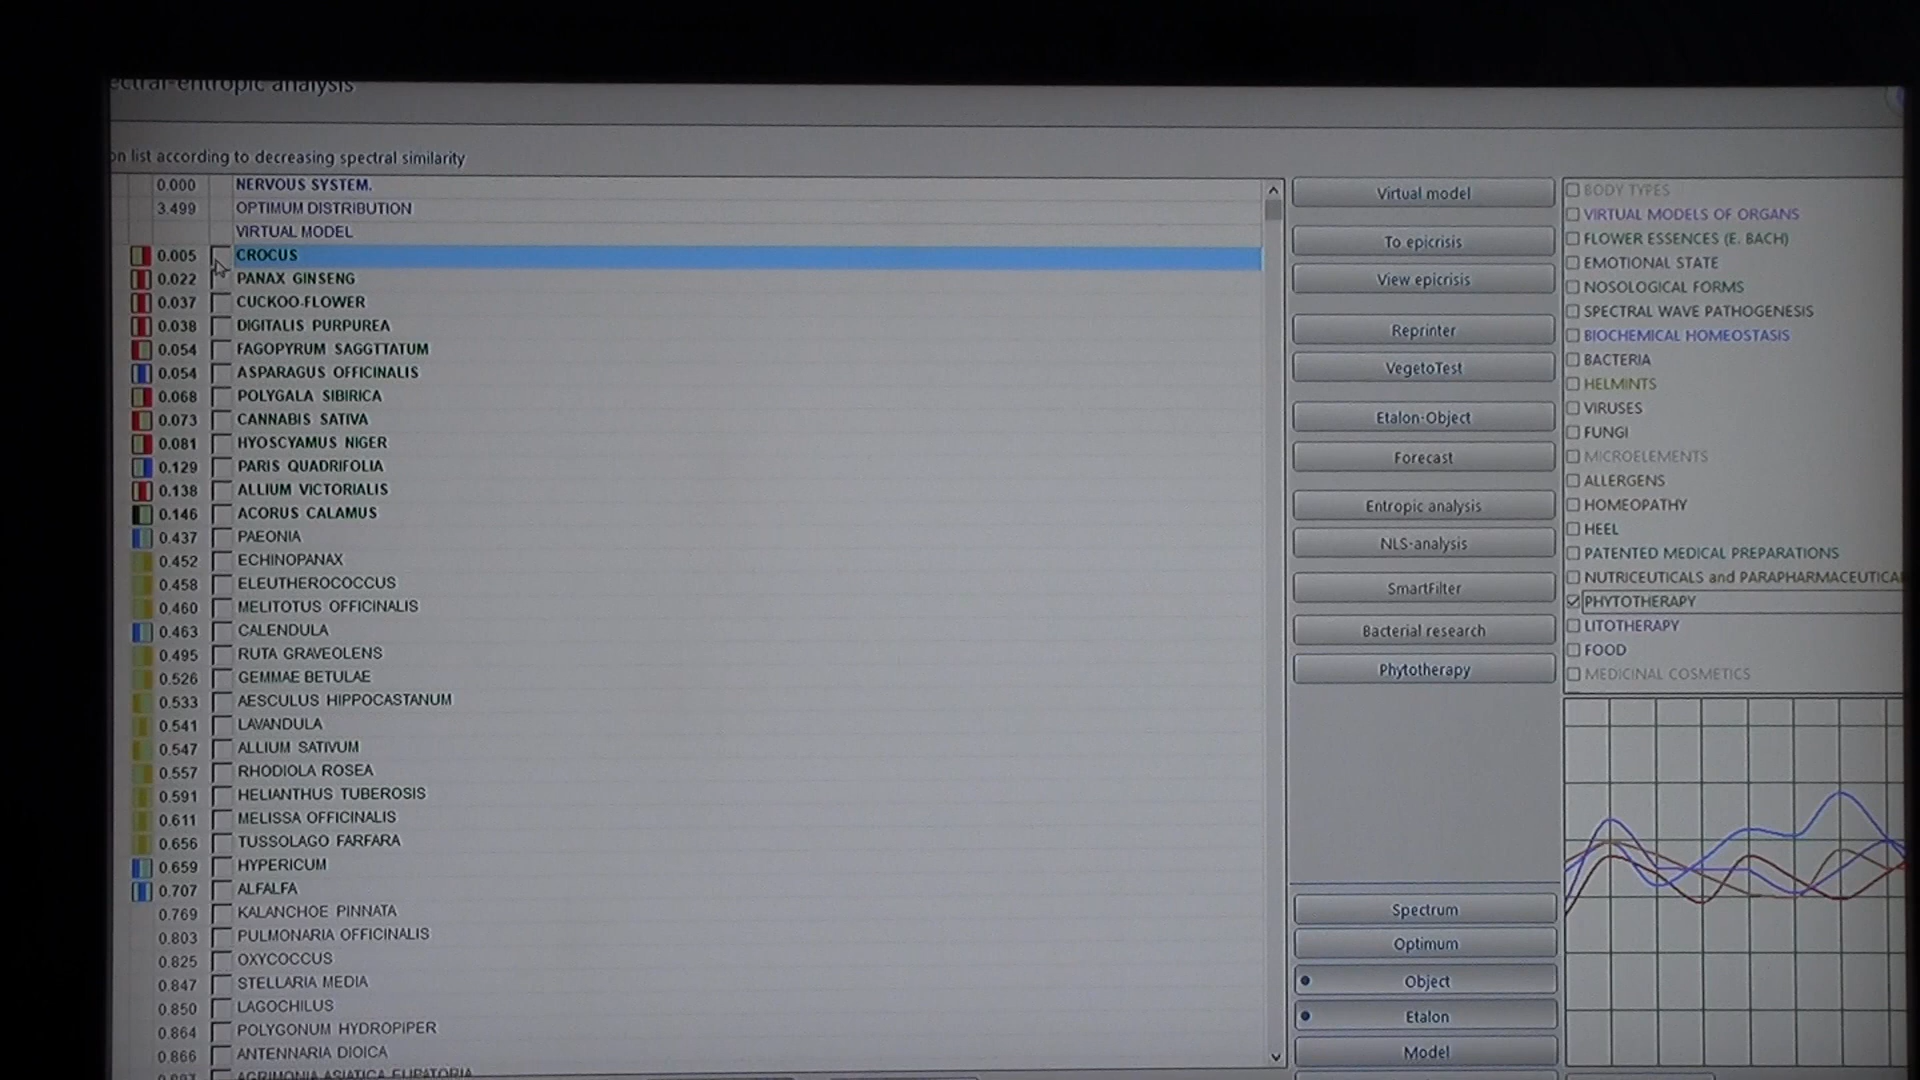 ectral-entropic analysis
on list according to decreasing spectral similarity
0.000 NERVOUS SYSTEM.
3.499 OPTIMUM DISTRIBUTION
VIRTUAL MODEL
0.005 CROCUS
0.022 PANAX GINSENG
0.037 CUCKOO-FLOWER
0.038 DIGITALIS PURPUREA
0.054 FAGOPYRUM SAGGTTATUM
0.054 ASPARAGUS OFFICINALIS
0.068 POLYGALA SIBIRICA
0.073 CANNABIS SATIVA
0.081 HYOSCYAMUS NIGER
0.129 PARIS QUADRIFOLIA
0.138 ALLIUM VICTORIALIS
0.146 ACORUS CALAMUS
0.437 PAEONIA
0.452 ECHINOPANAX
0.458 ELEUTHEROCOCCUS
0.460 MELITOTUS OFFICINALIS
0.463 CALENDULA
0.495 RUTA GRAVEOLENS
0.526 GEMMAE BETULAE
0.533 AESCULUS HIPPOCASTANUM
0.541 LAVANDULA
0.547 ALLIUM SATIVUM
0.557 RHODIOLA ROSEA
0.591 HELIANTHUS TUBEROSIS
0.611 MELISSA OFFICINALIS
0.656 TUSSOLAGO FARFARA
0.659 HYPERICUM
0.707 ALFALFA
0.769 KALANCHOE PINNATA
0.803 PULMONARIA OFFICINALIS
0.825 OXYCOCCUS
0.847 STELLARIA MEDIA
0.850 LAGOCHILUS
0.864 POLYGONUM HYDROPIPER
0.866 ANTENNARIA DIOICA
AGRIMONIA ASIATICA EUPATORIA
Virtual model
To epicrisis
View epicrisis
Reprinter
VegetoTest
Etalon-Object
Forecast
Entropic analysis
NLS-analysis
SmartFilter
Bacterial research
Phytotherapy
Spectrum
Optimum
Object
Etalon
Model
BODY TYPES
VIRTUAL MODELS OF ORGANS
FLOWER ESSENCES (E. BACH)
EMOTIONAL STATE
NOSOLOGICAL FORMS
SPECTRAL WAVE PATHOGENESIS
BIOCHEMICAL HOMEOSTASIS
BACTERIA
HELMINTS
VIRUSES
FUNGI
MICROELEMENTS
ALLERGENS
HOMEOPATHY
HEEL
PATENTED MEDICAL PREPARATIONS
NUTRICEUTICALS and PARAPHARMACEUTICA
PHYTOTHERAPY
LITOTHERAPY
FOOD
MEDICINAL COSMETICS